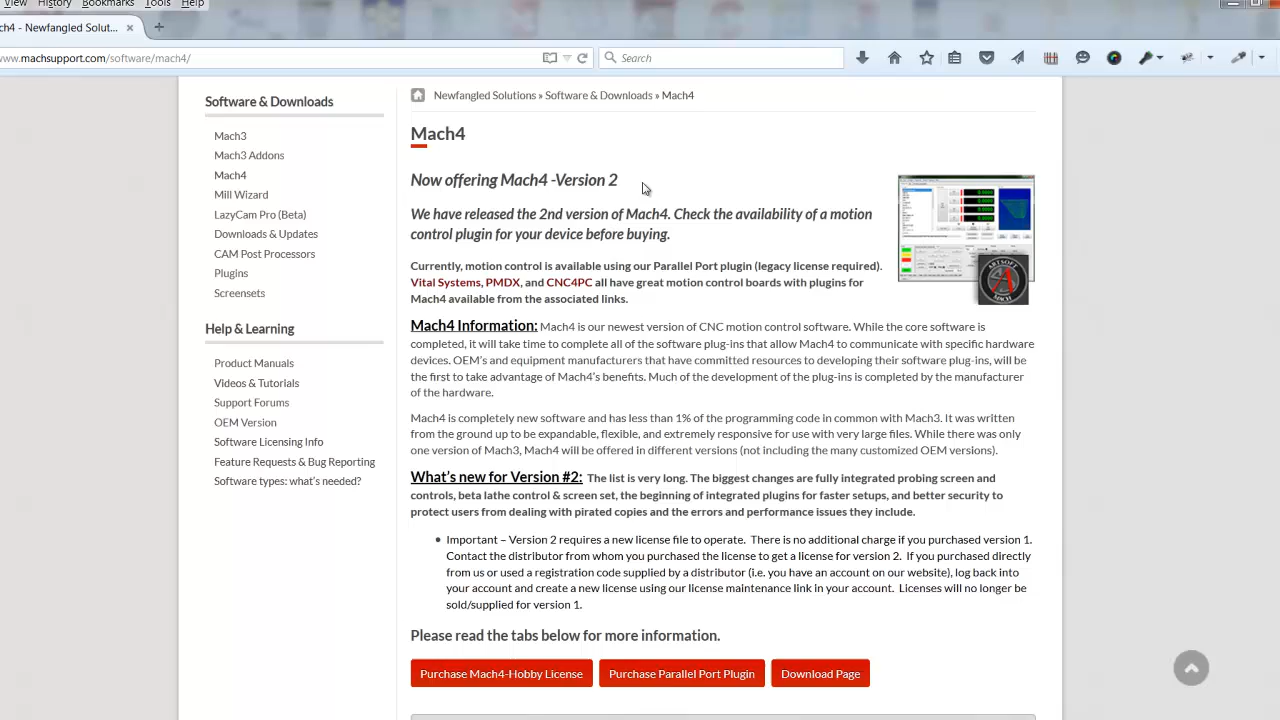 View History Bookmarks Tools Help
ch4 - Newfangled Solut... ×
www.machsupport.com/software/mach4/
Search
Software & Downloads
Mach3
Mach3 Addons
Mach4
Mill Wizard
LazyCam Pro (Beta)
Downloads & Updates
CAM Post Processors
Plugins
Screensets
Help & Learning
Product Manuals
Videos & Tutorials
Support Forums
OEM Version
Software Licensing Info
Feature Requests & Bug Reporting
Software types: what's needed?
Newfangled Solutions » Software & Downloads » Mach4
Mach4
Now offering Mach4 -Version 2
We have released the 2nd version of Mach4. Check the availability of a motion
control plugin for your device before buying.
Currently, motion control is available using our Parallel Port plugin (legacy license required).
Vital Systems, PMDX, and CNC4PC all have great motion control boards with plugins for
Mach4 available from the associated links.
Mach4 Information: Mach4 is our newest version of CNC motion control software. While the core software is
completed, it will take time to complete all of the software plug-ins that allow Mach4 to communicate with specific hardware
devices. OEM's and equipment manufacturers that have committed resources to developing their software plug-ins, will be
the first to take advantage of Mach4's benefits. Much of the development of the plug-ins is completed by the manufacturer
of the hardware.
Mach4 is completely new software and has less than 1% of the programming code in common with Mach3. It was written
from the ground up to be expandable, flexible, and extremely responsive for use with very large files. While there was only
one version of Mach3, Mach4 will be offered in different versions (not including the many customized OEM versions).
What's new for Version #2: The list is very long. The biggest changes are fully integrated probing screen and
controls, beta lathe control & screen set, the beginning of integrated plugins for faster setups, and better security to
protect users from dealing with pirated copies and the errors and performance issues they include.
• Important – Version 2 requires a new license file to operate. There is no additional charge if you purchased version 1.
Contact the distributor from whom you purchased the license to get a license for version 2. If you purchased directly
from us or used a registration code supplied by a distributor (i.e. you have an account on our website), log back into
your account and create a new license using our license maintenance link in your account. Licenses will no longer be
sold/supplied for version 1.
Please read the tabs below for more information.
Purchase Mach4-Hobby License
Purchase Parallel Port Plugin
Download Page